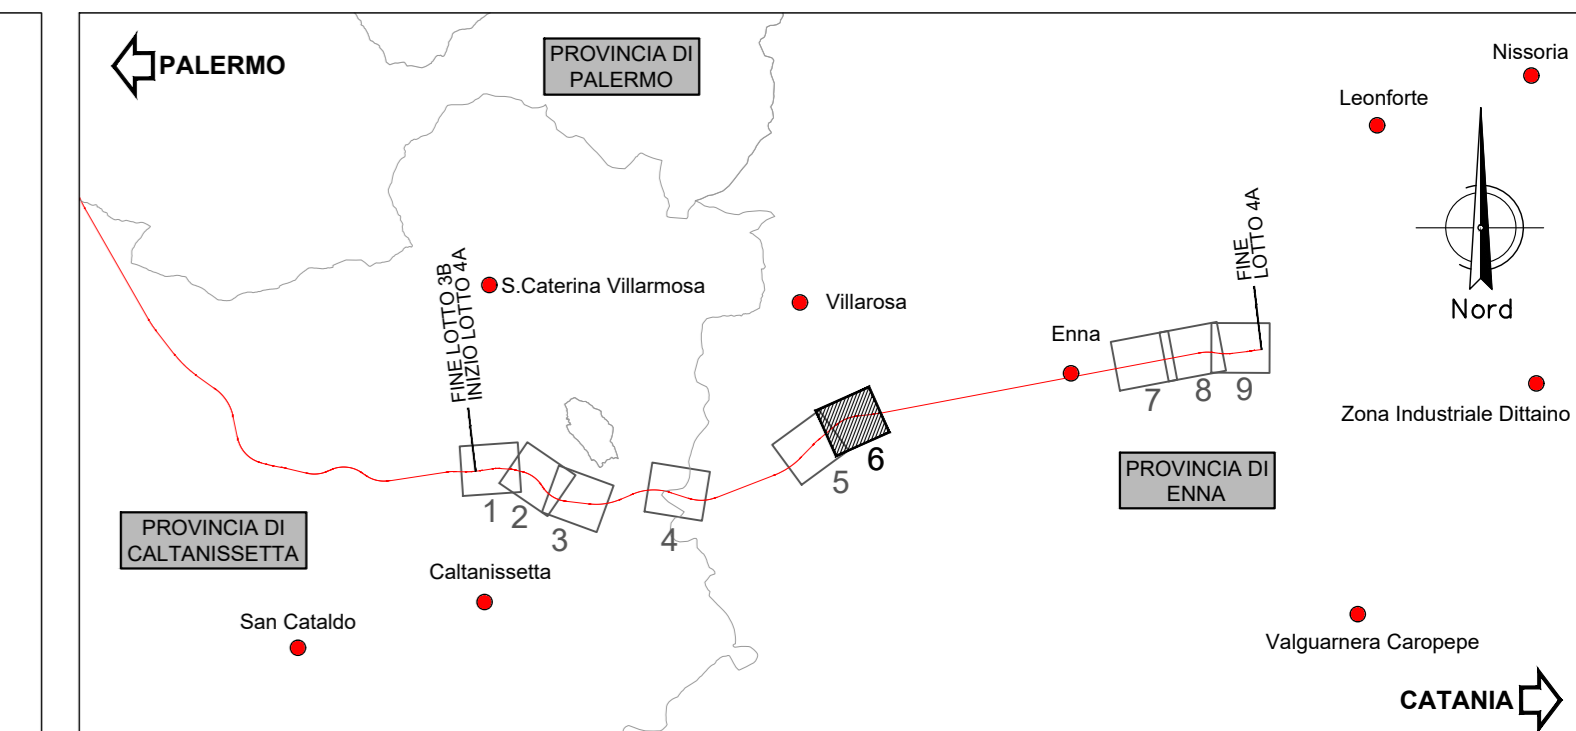 PALERMO
PROVINCIA DI
PALERMO
Nissoria
Leonforte
Nord
FINE LOTTO 3B
INIZIO LOTTO 4A
S.Caterina Villarmosa
Villarosa
Enna
FINE
LOTTO 4A
Zona Industriale Dittaino
1
2
3
4
5
6
7
8
9
PROVINCIA DI
ENNA
PROVINCIA DI
CALTANISSETTA
Caltanissetta
San Cataldo
Valguarnera Caropepe
CATANIA